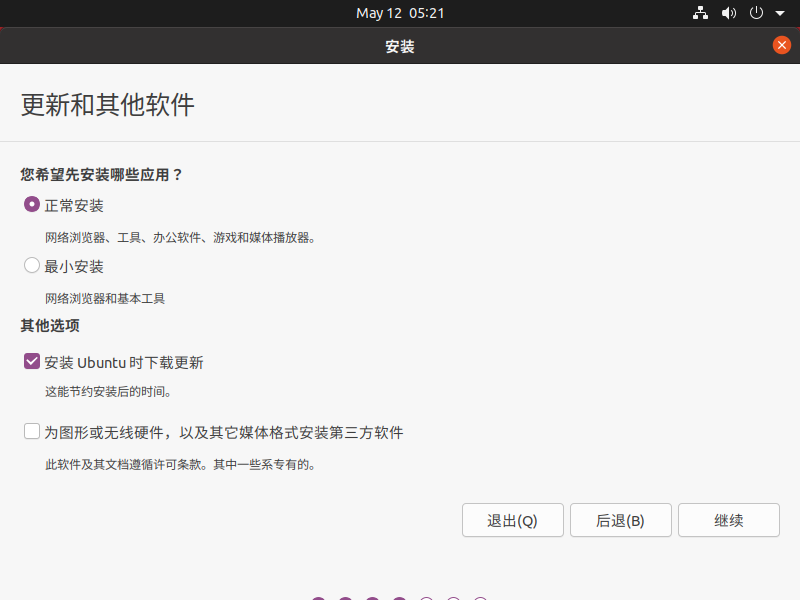 May 12 05:21
安装
更新和其他软件
您希望先安装哪些应用？
正常安装
网络浏览器、工具、办公软件、游戏和媒体播放器。
最小安装
网络浏览器和基本工具
其他选项
安装 Ubuntu 时下载更新
这能节约安装后的时间。
为图形或无线硬件，以及其它媒体格式安装第三方软件
此软件及其文档遵循许可条款。其中一些系专有的。
退出(Q) 后退(B) 继续